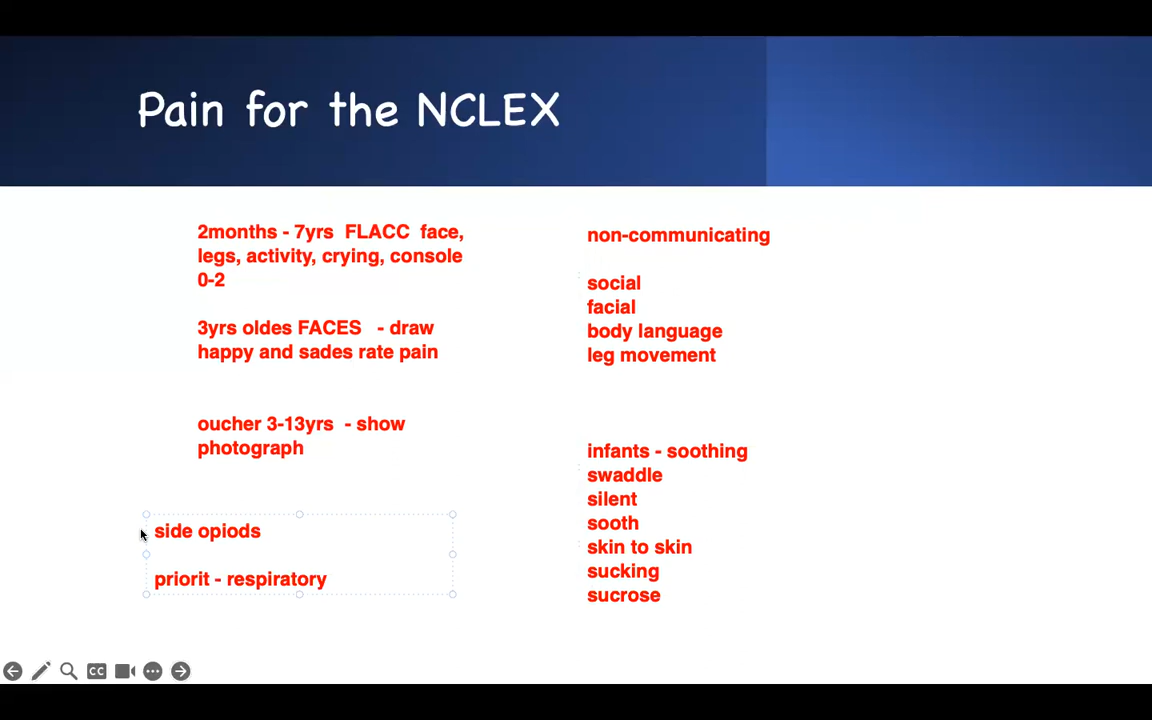 Pain for the NCLEX
2months - 7yrs  FLACC  face,
legs, activity, crying, console
0-2
3yrs oldes FACES   - draw
happy and sades rate pain
oucher 3-13yrs  - show
photograph
side opiods
priorit - respiratory
non-communicating
social
facial
body language
leg movement
infants - soothing
swaddle
silent
sooth
skin to skin
sucking
sucrose
CC